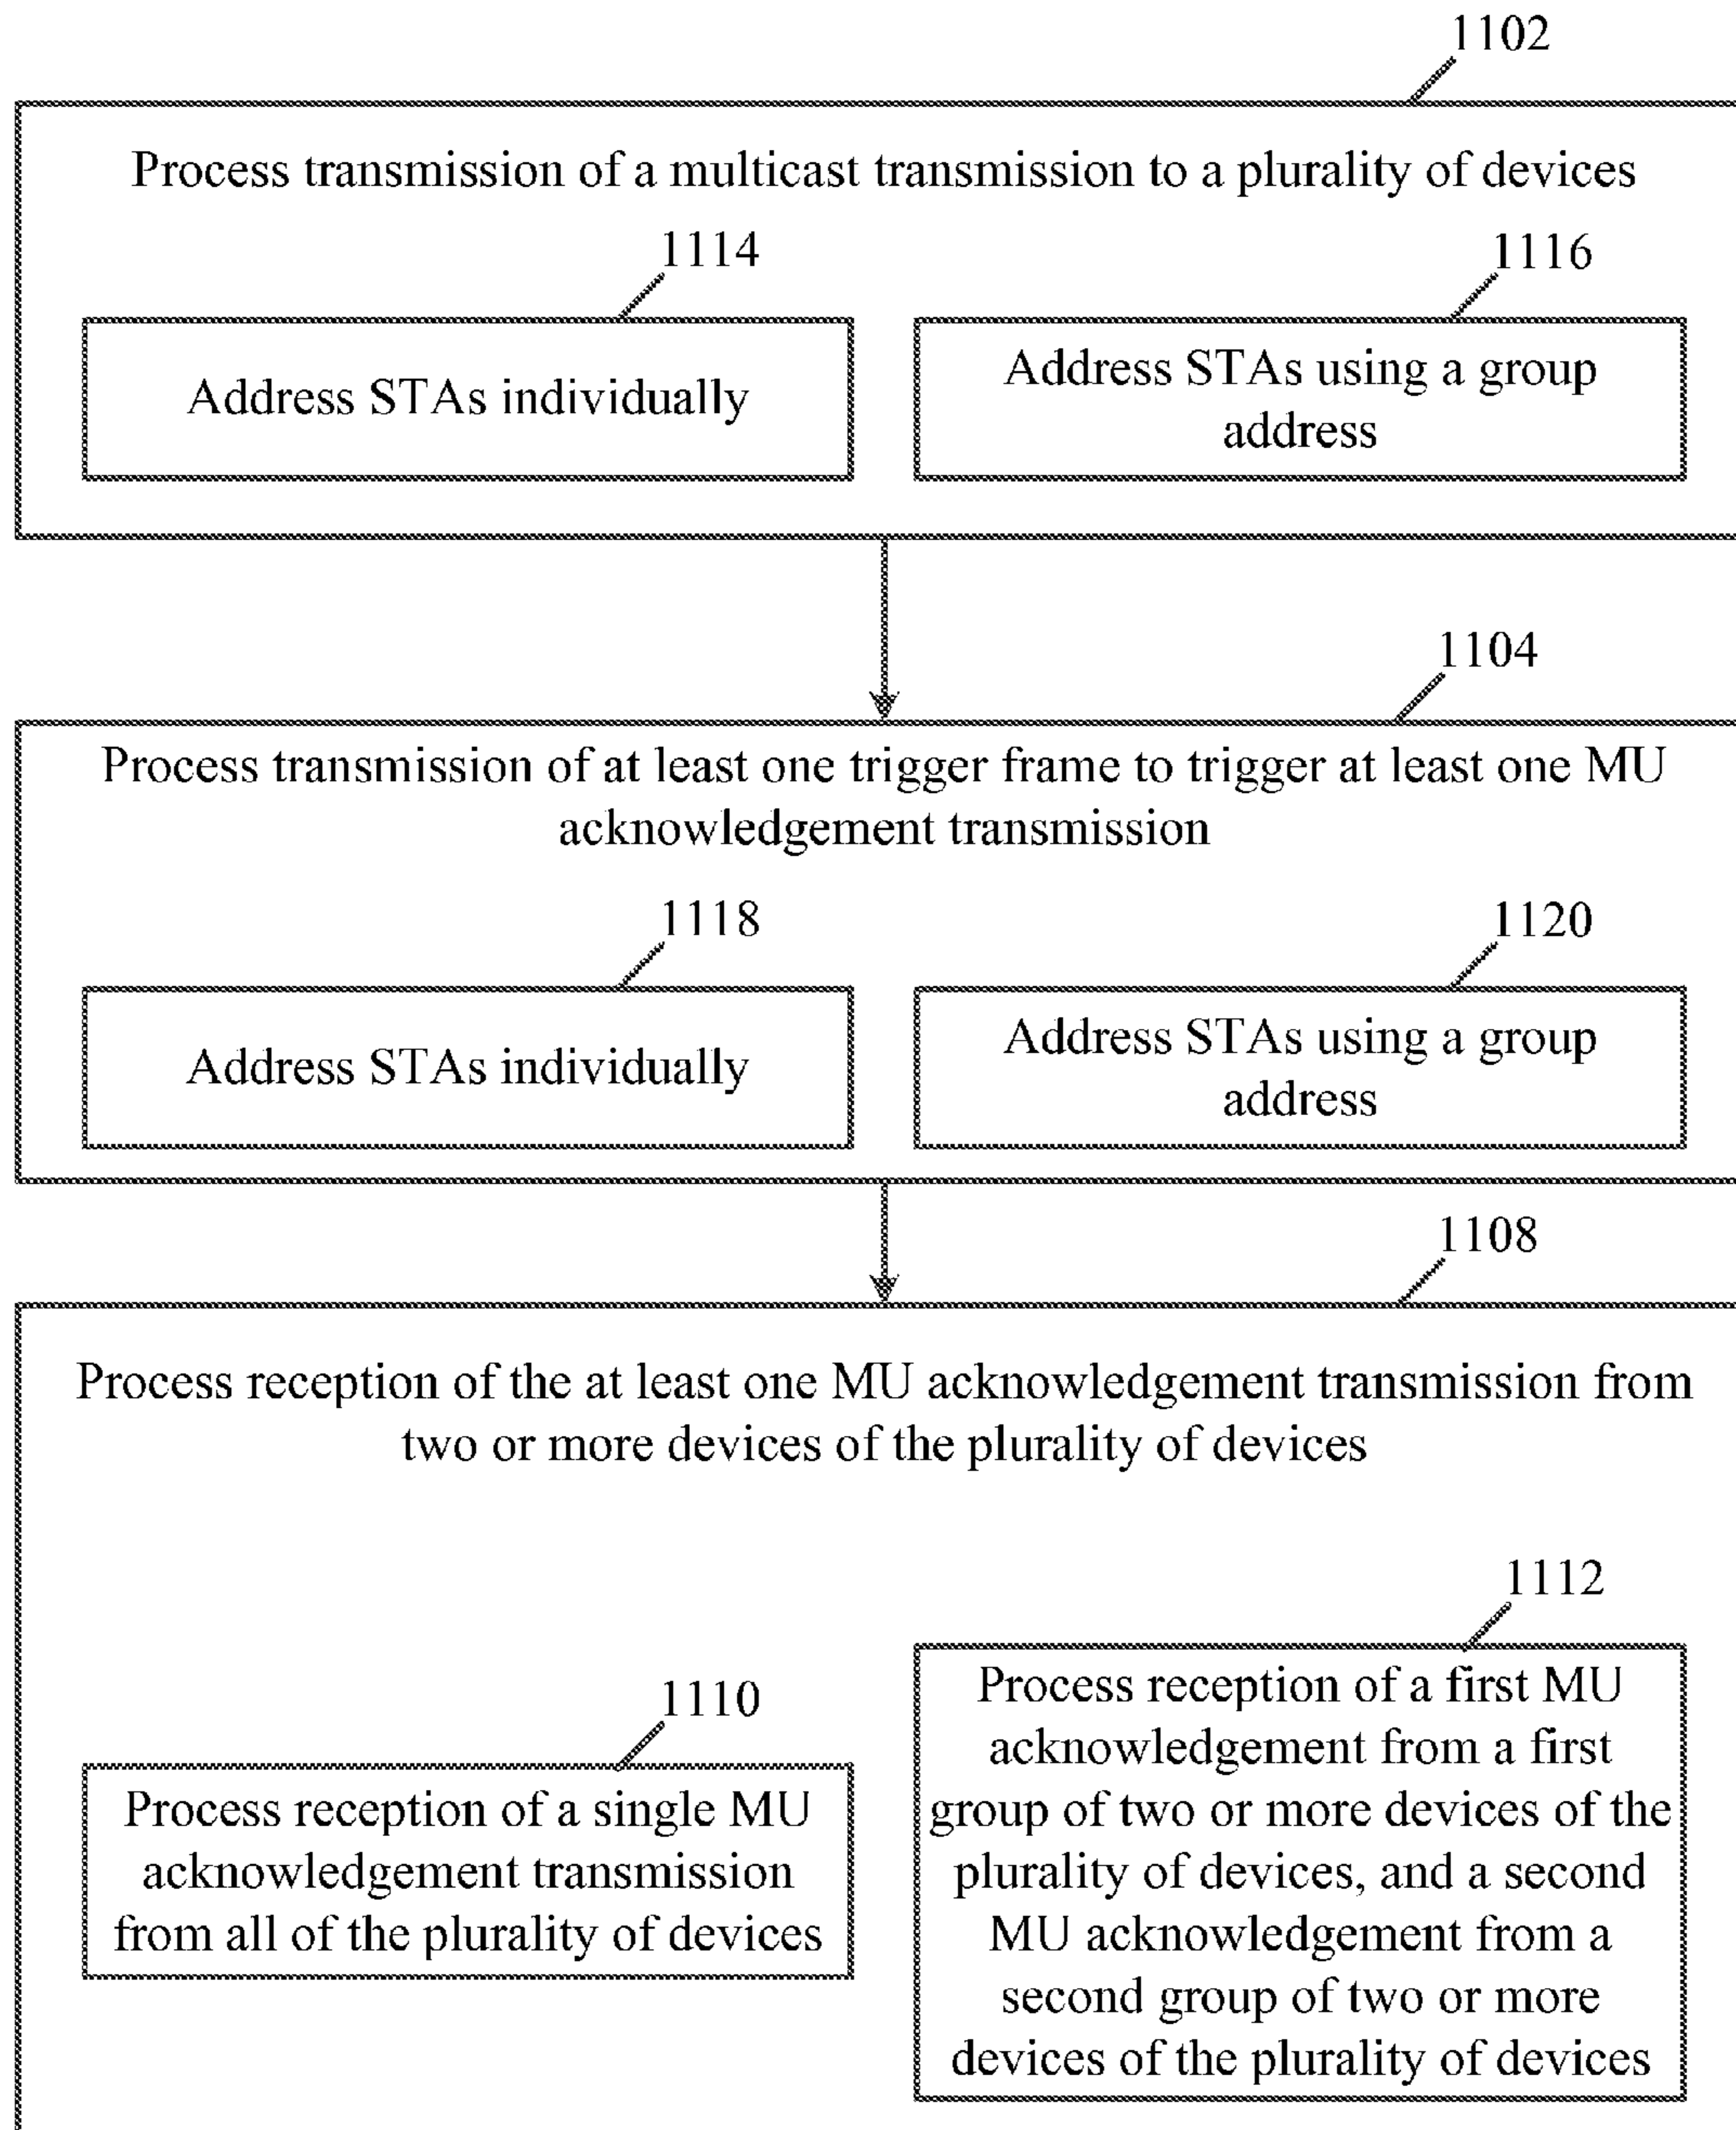 1102
Process transmission of a multicast transmission to a plurality of devices
1114
1116
Address STAs individually
Address STAs using a group
address
1104
Process transmission of at least one trigger frame to trigger at least one MU
acknowledgement transmission
1118
1120
Address STAs individually
Address STAs using a group
address
1108
Process reception of the at least one MU acknowledgement transmission from
two or more devices of the plurality of devices
1110
Process reception of a single MU
acknowledgement transmission
from all of the plurality of devices
1112
Process reception of a first MU
acknowledgement from a first
group of two or more devices of the
plurality of devices, and a second
MU acknowledgement from a
second group of two or more
devices of the plurality of devices